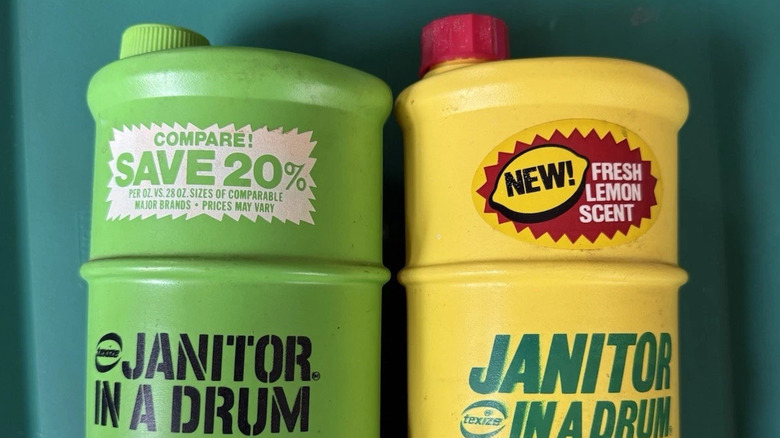 COMPARE!
SAVE 20%
PER OZ. VS. 28 OZ. SIZES OF COMPARABLE
MAJOR BRANDS • PRICES MAY VARY
texize
JANITOR®
IN A DRUM
NEW!
FRESH
LEMON
SCENT
JANITOR
texize
IN A DRUM